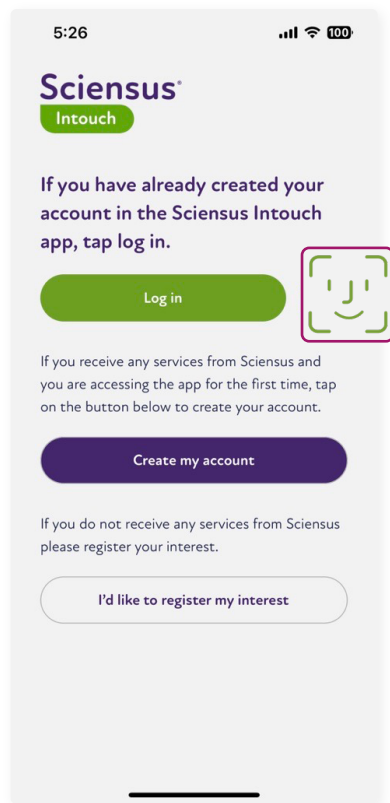 5:26
100
Sciensus
Intouch
If you have already created your
account in the Sciensus Intouch
app, tap log in.
Log in
If you receive any services from Sciensus and
you are accessing the app for the first time, tap
on the button below to create your account.
Create my account
If you do not receive any services from Sciensus
please register your interest.
I’d like to register my interest